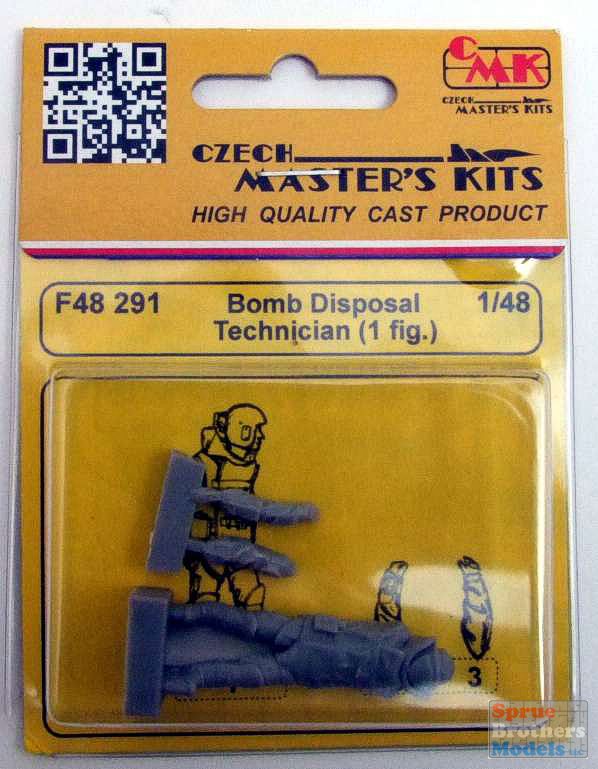 CMK
CZECH
MASTER'S KITS
CZECH
MASTER'S KITS
HIGH QUALITY CAST PRODUCT
F48 291 Bomb Disposal 1/48
Technician (1 fig.)
3
Sprue
Brothers
Models LLC